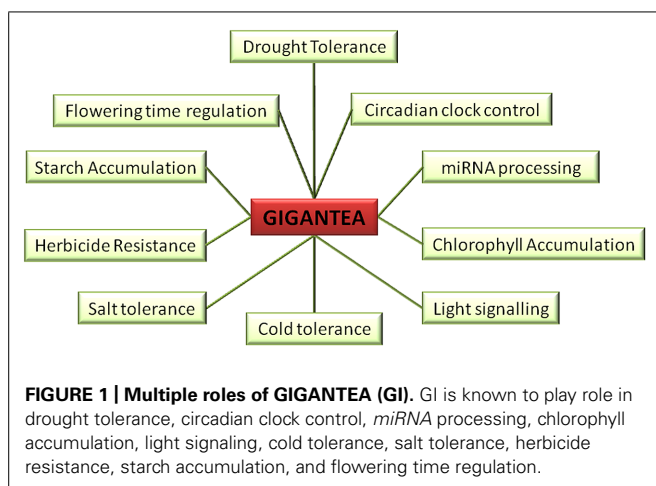 Drought Tolerance
Flowering time regulation
Circadian clock control
Starch Accumulation
miRNA processing
GIGANTEA
Herbicide Resistance
Chlorophyll Accumulation
Salt tolerance
Light signalling
Cold tolerance
FIGURE 1 | Multiple roles of GIGANTEA (GI). GI is known to play role in
drought tolerance, circadian clock control, miRNA processing, chlorophyll
accumulation, light signaling, cold tolerance, salt tolerance, herbicide
resistance, starch accumulation, and flowering time regulation.